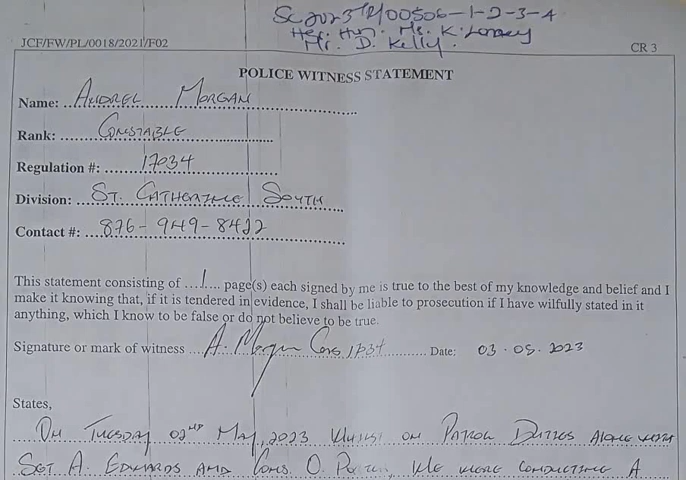 SC2023TR00506-1-2-3-4
Her. Hon. Ms. K.
Mr. D. Kelly.
JCF/FW/PL/0018/2021/F02 CR 3
POLICE WITNESS STATEMENT
Name: ANDREL MORGAN
Rank: CONSTABLE
Regulation #: 17034
Division: ST. CATHERINE SOUTH
Contact #: 876-949-8422
This statement consisting of ....1.... page(s) each signed by me is true to the best of my knowledge and belief and I
make it knowing that, if it is tendered in evidence, I shall be liable to prosecution if I have wilfully stated in it
anything, which I know to be false or do not believe to be true.
Signature or mark of witness A. Morgan Cons Date: 03.05.2023
States,
ON TUESDAY 02ND MAY, 2023 WHILST ON PATROL DUTIES ALONG WITH
SGT A. EDWARDS AND CONS. O. WE WERE CONDUCTING A